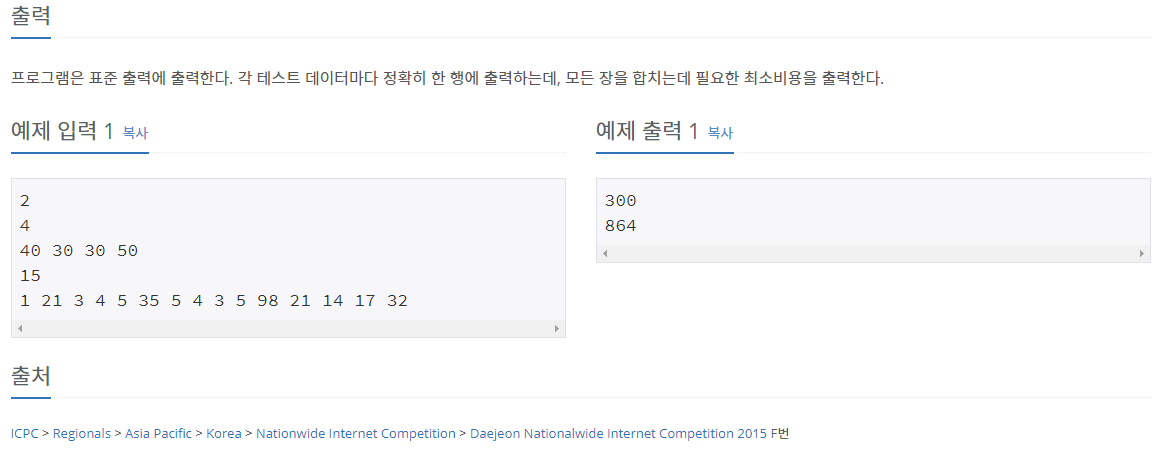 출력
프로그램은 표준 출력에 출력한다. 각 테스트 데이터마다 정확히 한 행에 출력하는데, 모든 장을 합치는데 필요한 최소비용을 출력한다.
예제 입력 1 복사
2
4
40 30 30 50
15
1 21 3 4 5 35 5 4 3 5 98 21 14 17 32
예제 출력 1 복사
300
864
출처
ICPC > Regionals > Asia Pacific > Korea > Nationwide Internet Competition > Daejeon Nationalwide Internet Competition 2015 F번